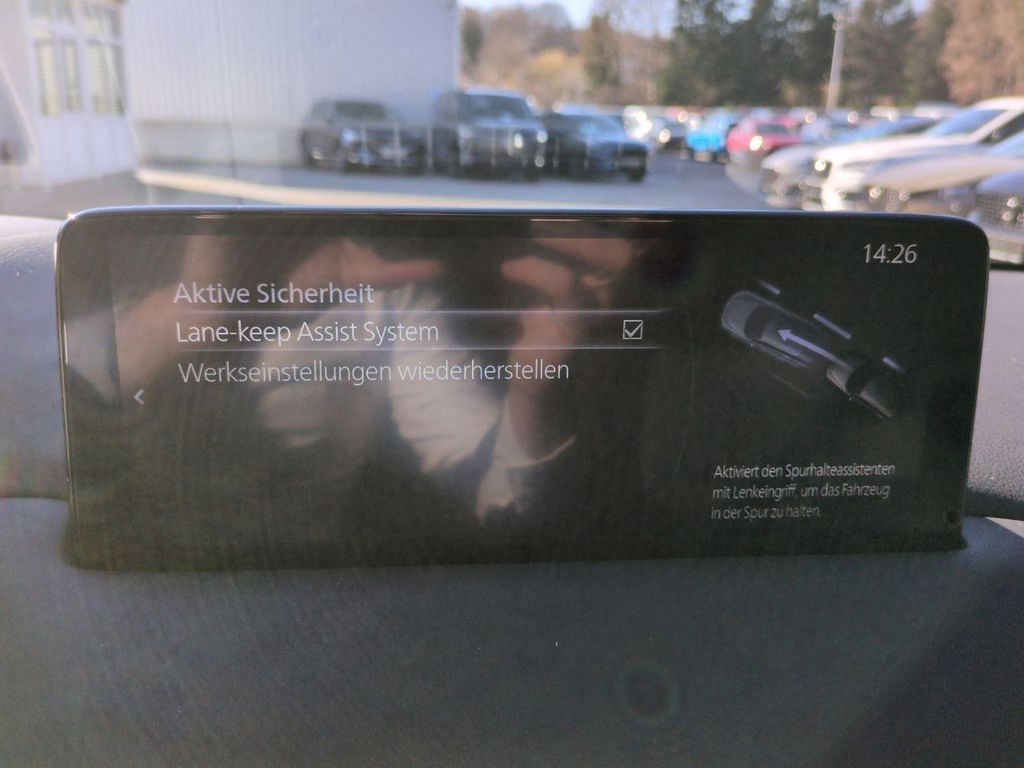 14:26
Aktive Sicherheit
Lane-keep Assist System
Werkseinstellungen wiederherstellen
Aktiviert den Spurhalteassistenten
mit Lenkeingriff, um das Fahrzeug
in der Spur zu halten.